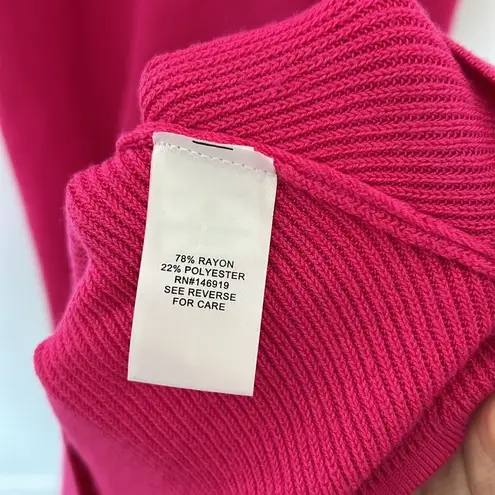 78% RAYON
22% POLYESTER
RN#146919
SEE REVERSE
FOR CARE